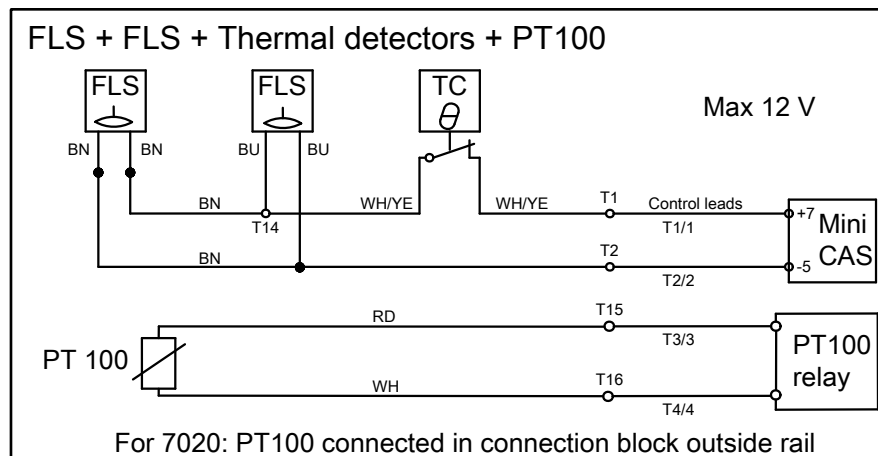 FLS + FLS + Thermal detectors + PT100
FLS FLS TC
Max 12 V
BN BN BU BU
BN WH/YE WH/YE T1 Control leads +7 Mini
T14 T1/1
BN T2 -5 CAS
T2/2
RD T15
T3/3
PT 100 PT100
relay
WH T16
T4/4
For 7020: PT100 connected in connection block outside rail